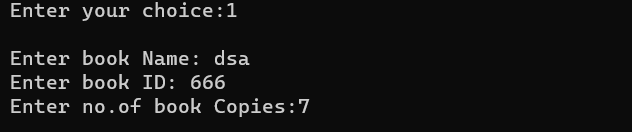 Enter your choice:1
Enter book Name: dsa
Enter book ID: 666
Enter no.of book Copies:7